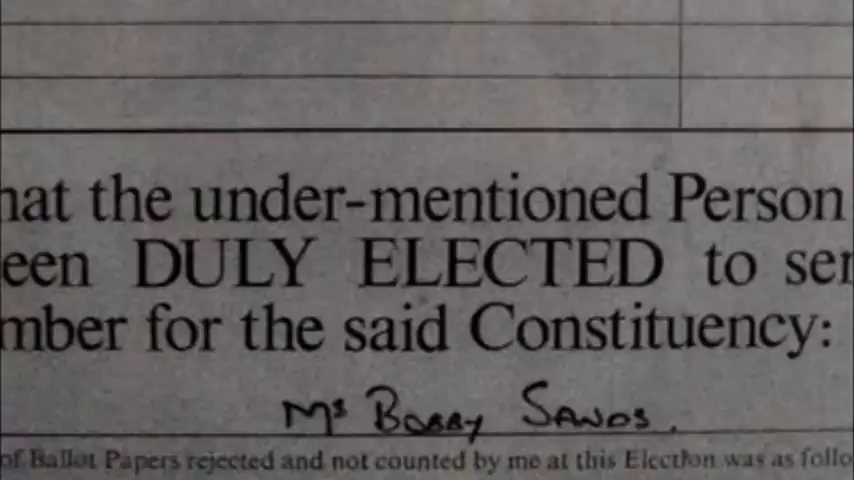 hat the under-mentioned Person
een DULY ELECTED to ser
mber for the said Constituency:
Ms Bobby Sands.
of Ballot Papers rejected and not counted by me at this Election was as follo